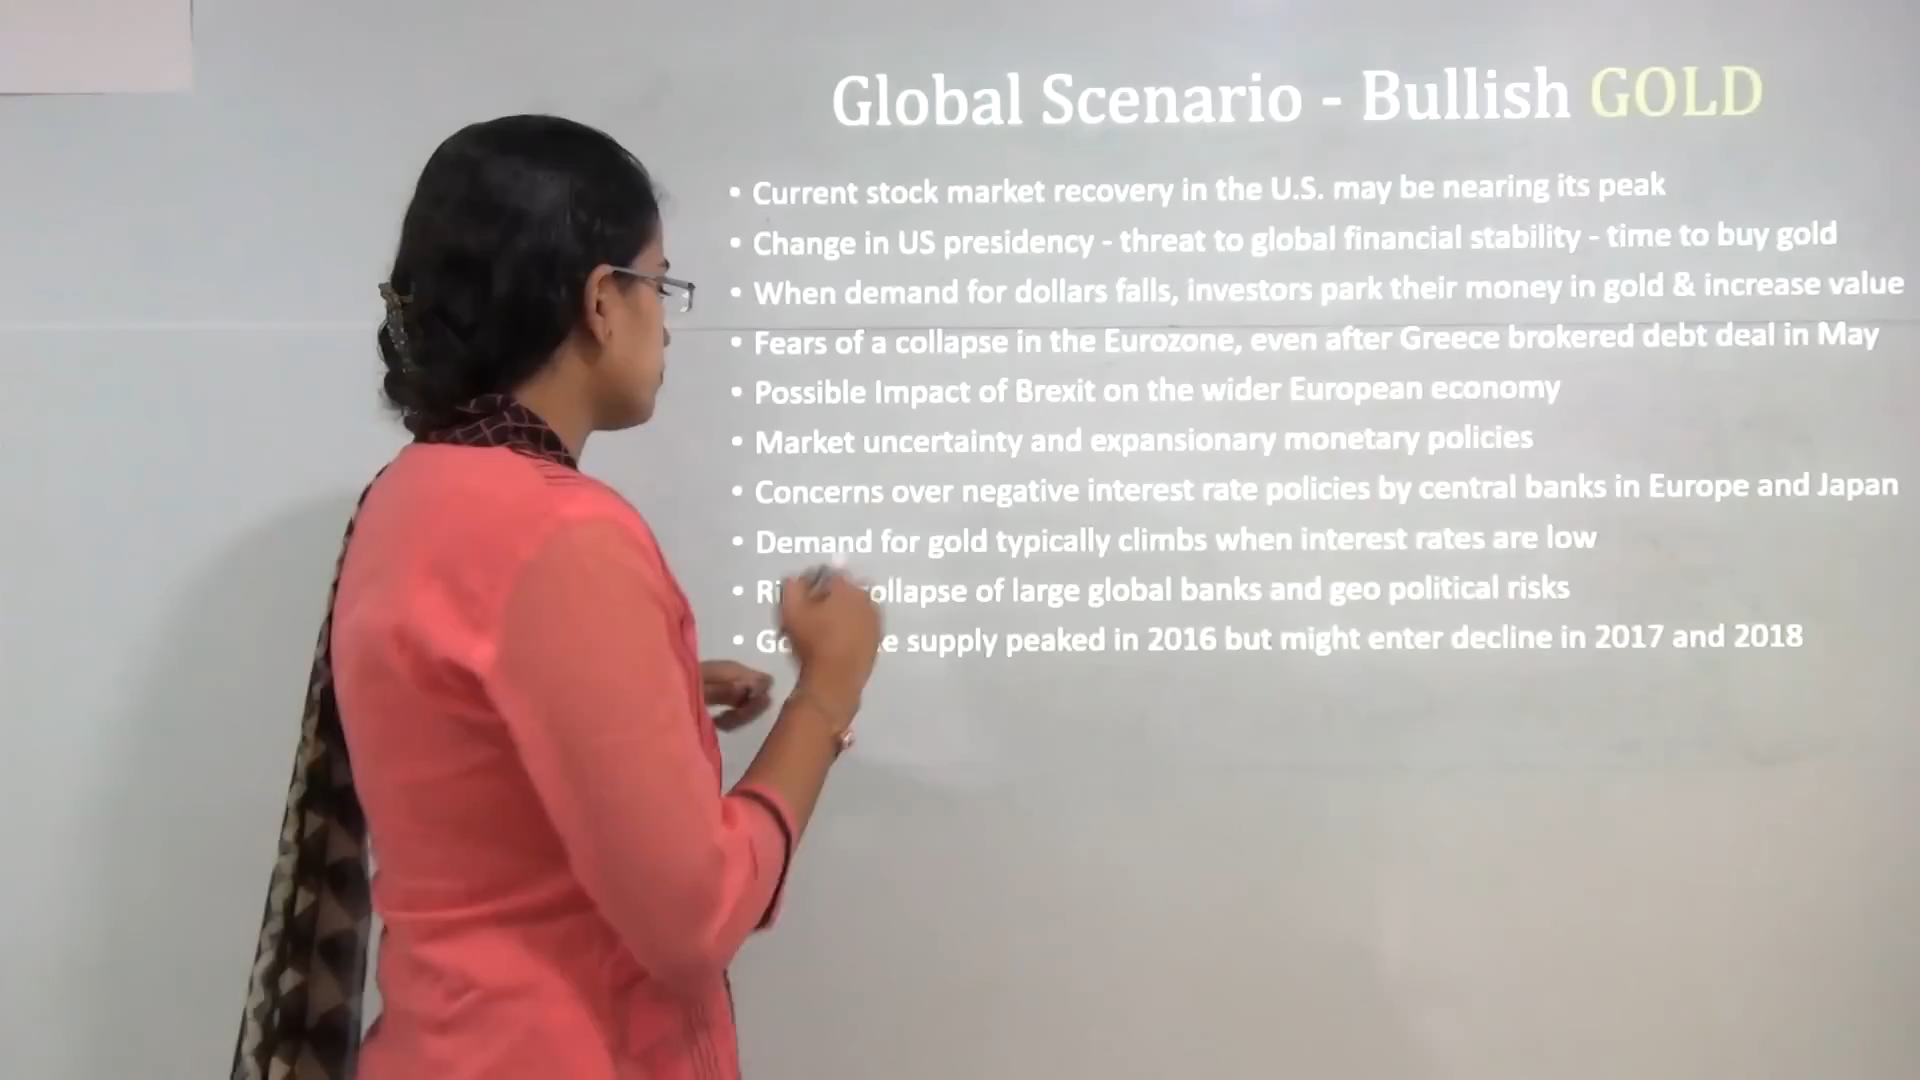 Global Scenario - Bullish GOLD
• Current stock market recovery in the U.S. may be nearing its peak
• Change in US presidency - threat to global financial stability - time to buy gold
• When demand for dollars falls, investors park their money in gold & increase value
• Fears of a collapse in the Eurozone, even after Greece brokered debt deal in May
• Possible Impact of Brexit on the wider European economy
• Market uncertainty and expansionary monetary policies
• Concerns over negative interest rate policies by central banks in Europe and Japan
• Demand for gold typically climbs when interest rates are low
• collapse of large global banks and geo political risks
• supply peaked in 2016 but might enter decline in 2017 and 2018